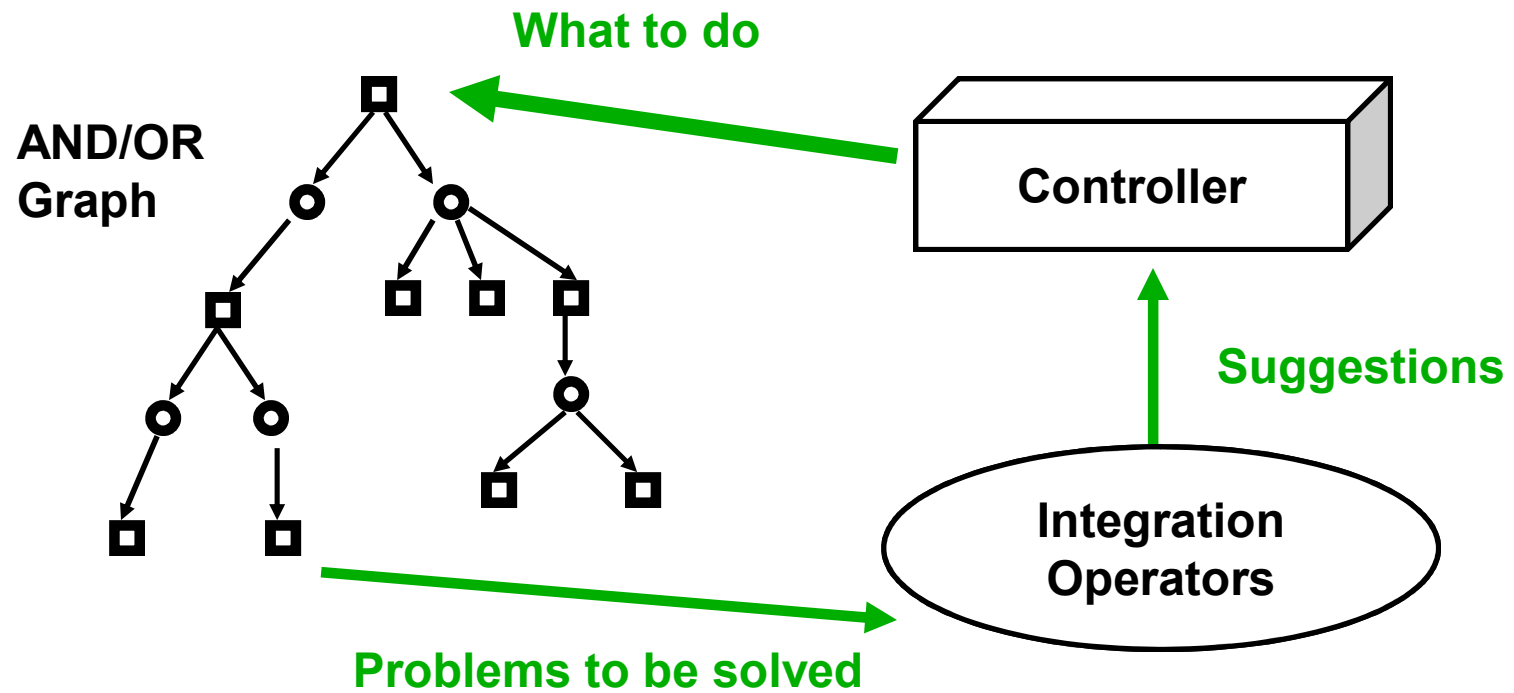 What to do
AND/OR
Graph
Controller
Suggestions
Integration
Operators
Problems to be solved